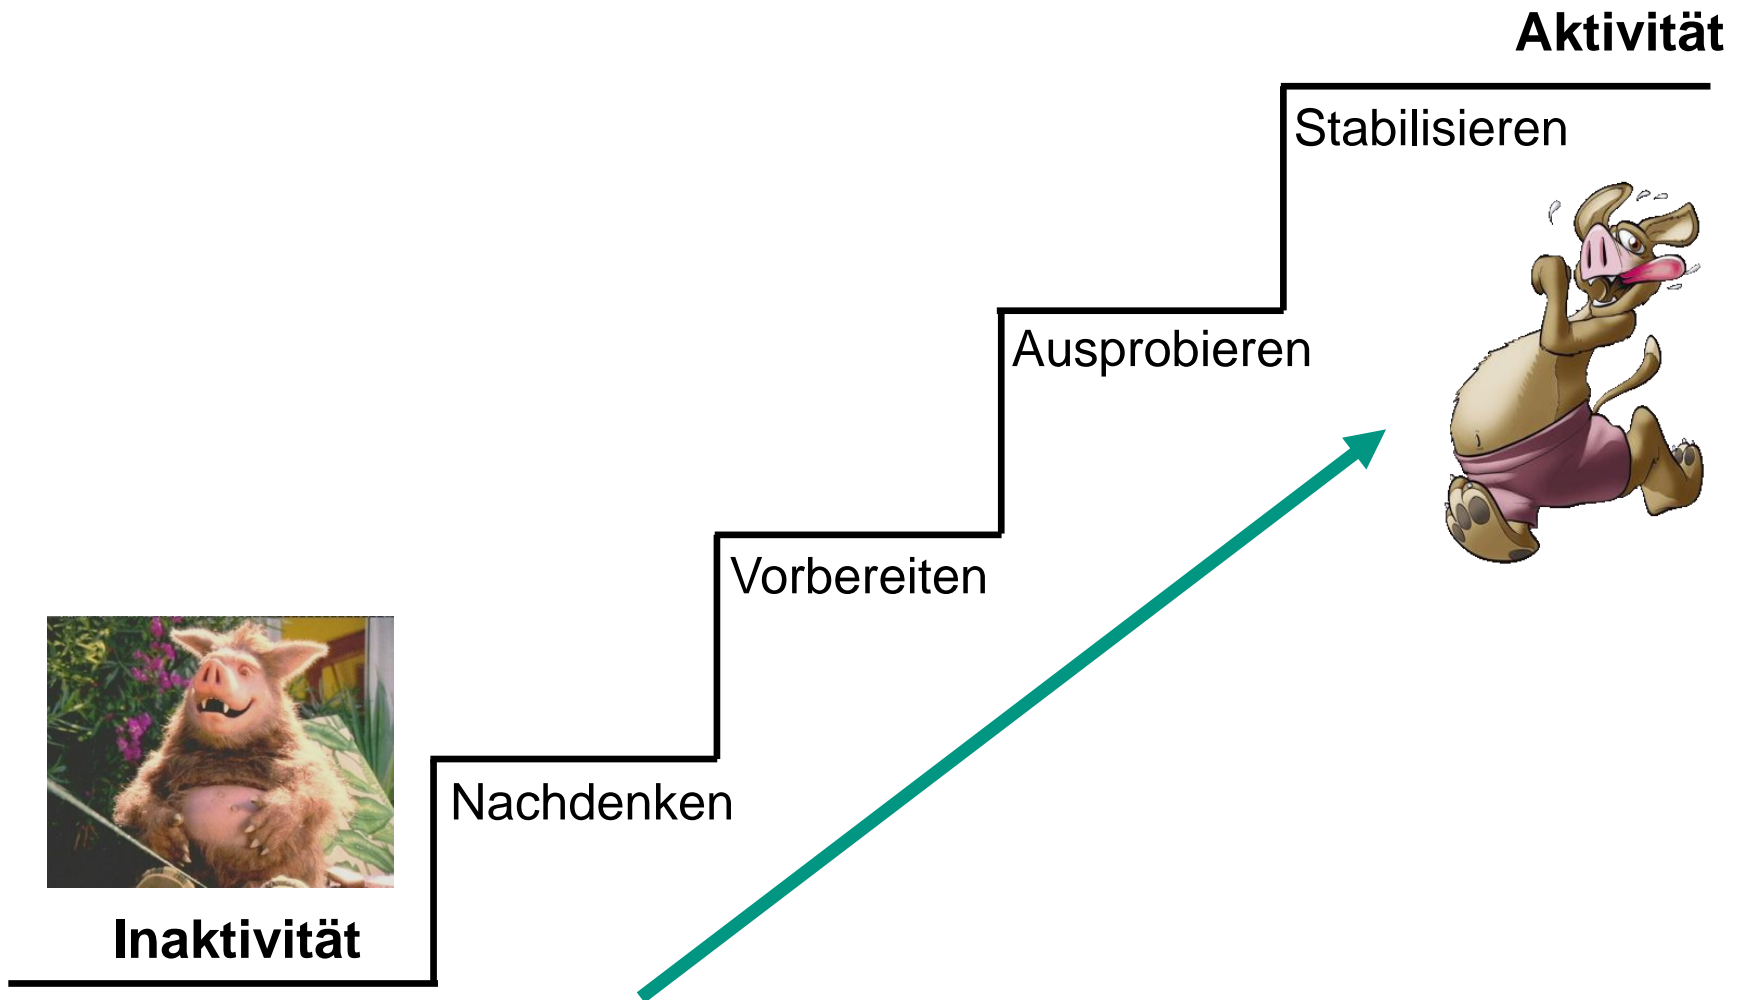 Aktivität
Stabilisieren
Ausprobieren
Vorbereiten
Nachdenken
Inaktivität